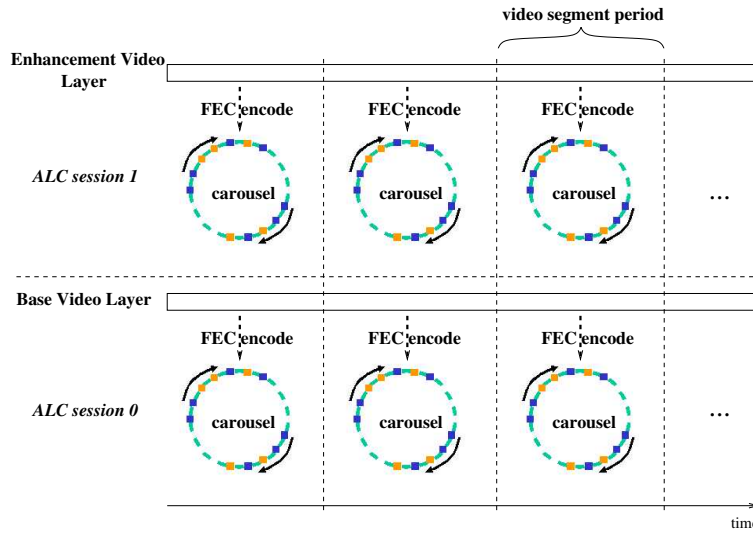 video segment period
Enhancement Video
Layer
FEC encode FEC encode FEC encode
ALC session 1
carousel carousel carousel
...
Base Video Layer
FEC encode FEC encode FEC encode
ALC session 0
carousel carousel carousel
...
time